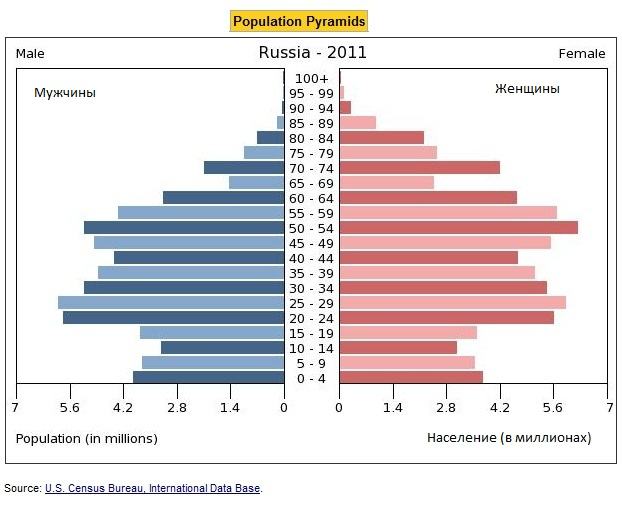 Population Pyramids
Male
Russia - 2011
Female
Мужчины
Женщины
100+
95 - 99
90 - 94
85 - 89
80 - 84
75 - 79
70 - 74
65 - 69
60 - 64
55 - 59
50 - 54
45 - 49
40 - 44
35 - 39
30 - 34
25 - 29
20 - 24
15 - 19
10 - 14
5 - 9
0 - 4
7 5.6 4.2 2.8 1.4 0 0 1.4 2.8 4.2 5.6 7
Population (in millions)
Население (в миллионах)
Source: U.S. Census Bureau, International Data Base.